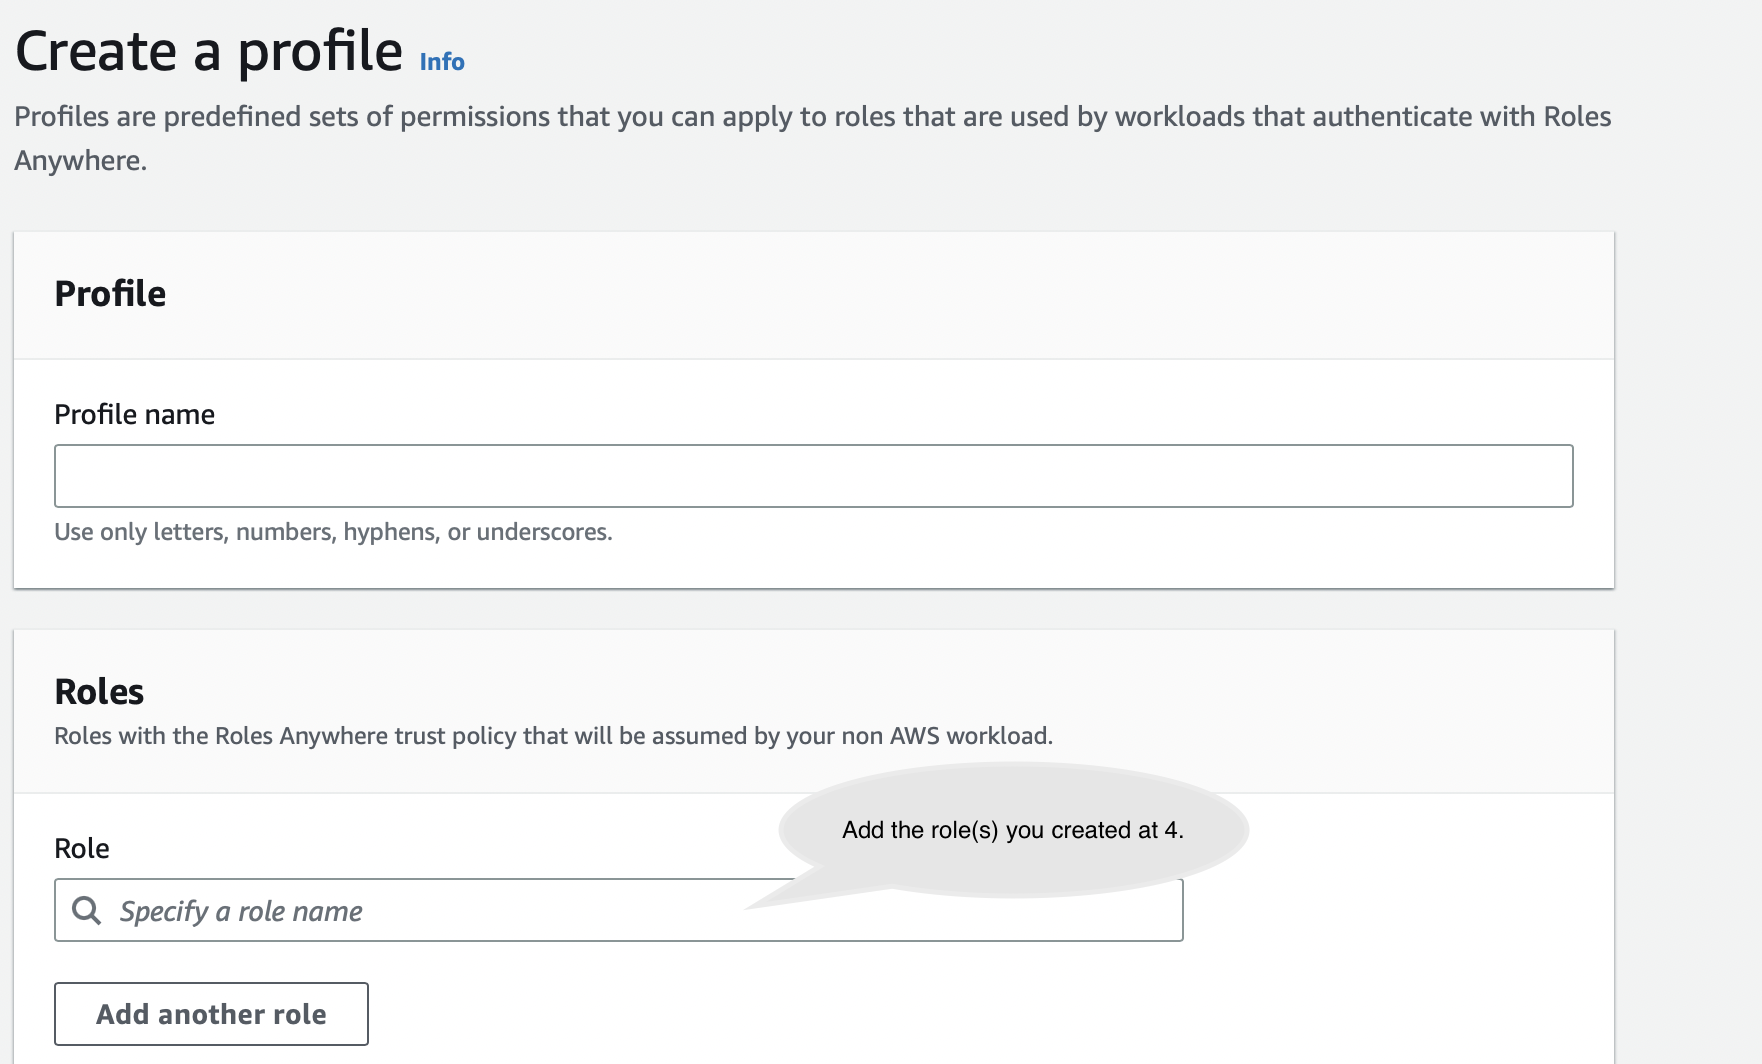 Create a profile Info
Profiles are predefined sets of permissions that you can apply to roles that are used by workloads that authenticate with Roles
Anywhere.
Profile
Profile name
Use only letters, numbers, hyphens, or underscores.
Roles
Roles with the Roles Anywhere trust policy that will be assumed by your non AWS workload.
Add the role(s) you created at 4.
Role
Specify a role name
Add another role